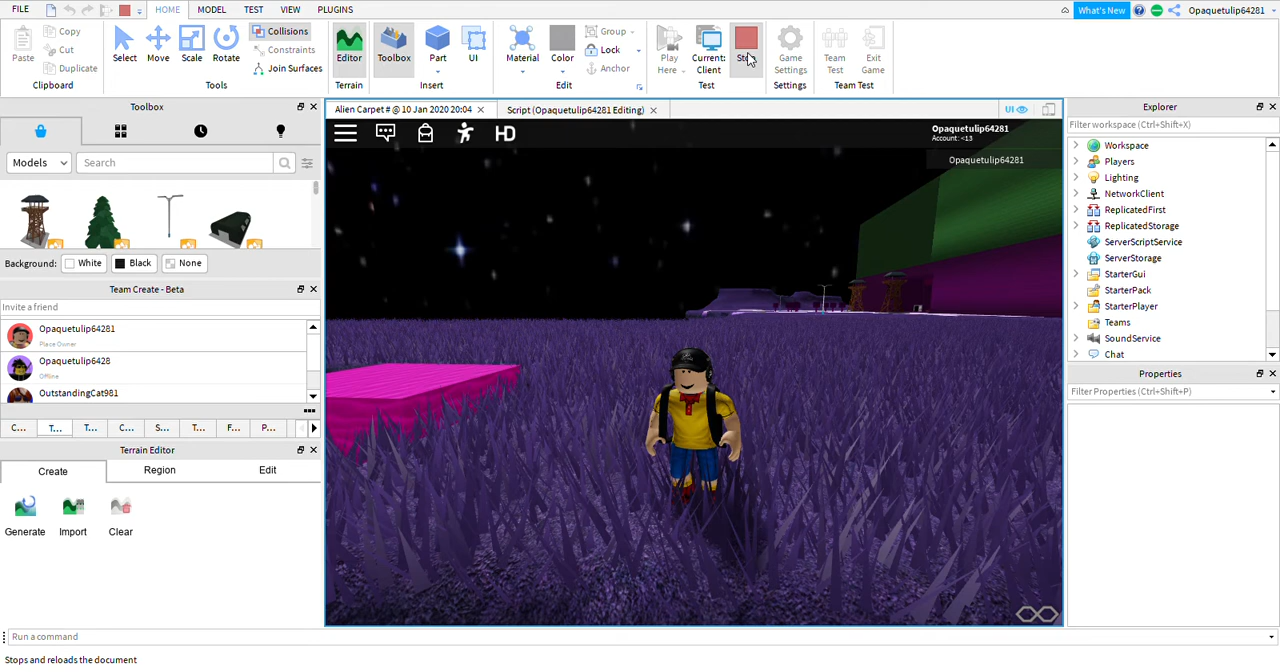 FILE HOME MODEL TEST VIEW PLUGINS What's New Opaquetulip64281
Paste Copy Cut Duplicate
Clipboard
Select Move Scale Rotate Collisions Constraints Join Surfaces
Tools
Editor
Terrain
Toolbox Part UI
Insert
Material Color Group Lock Anchor
Edit
Play Here Current: Client Stop
Test
Game Settings
Settings
Team Test Exit Game
Team Test
Toolbox
Models Search
Background: White Black None
Team Create - Beta
Invite a friend
Opaquetulip64281
Place Owner
Opaquetulip6428
Offline
OutstandingCat981
C... T... T... C... S... T... F... P...
Terrain Editor
Create Region Edit
Generate Import Clear
Alien Carpet # @ 10 Jan 2020 20:04 Script (Opaquetulip64281 Editing) UI
HD
Opaquetulip64281
Account: <13
Opaquetulip64281
Explorer
Filter workspace (Ctrl+Shift+X)
Workspace
Players
Lighting
NetworkClient
ReplicatedFirst
ReplicatedStorage
ServerScriptService
ServerStorage
StarterGui
StarterPack
StarterPlayer
Teams
SoundService
Chat
Properties
Filter Properties (Ctrl+Shift+P)
Run a command
Stops and reloads the document